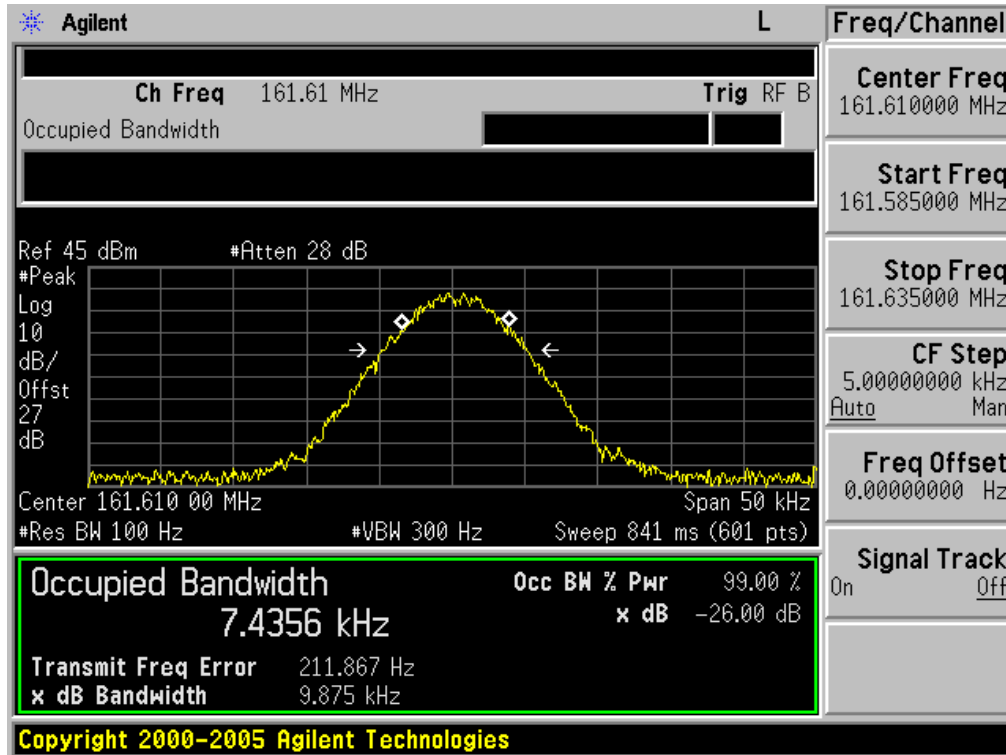 Agilent L
Freq/Channel
Ch Freq 161.61 MHz Trig RF B
Occupied Bandwidth
Center Freq
161.610000 MHz
Start Freq
161.585000 MHz
Stop Freq
161.635000 MHz
CF Step
5.00000000 kHz
Auto Man
Freq Offset
0.00000000 Hz
Signal Track
On Off
Ref 45 dBm #Atten 28 dB
#Peak
Log
10
dB/
Offst
27
dB
Center 161.610 00 MHz Span 50 kHz
#Res BW 100 Hz #VBW 300 Hz Sweep 841 ms (601 pts)
Occupied Bandwidth Occ BW % Pwr 99.00 %
7.4356 kHz x dB -26.00 dB
Transmit Freq Error 211.867 Hz
x dB Bandwidth 9.875 kHz
Copyright 2000-2005 Agilent Technologies